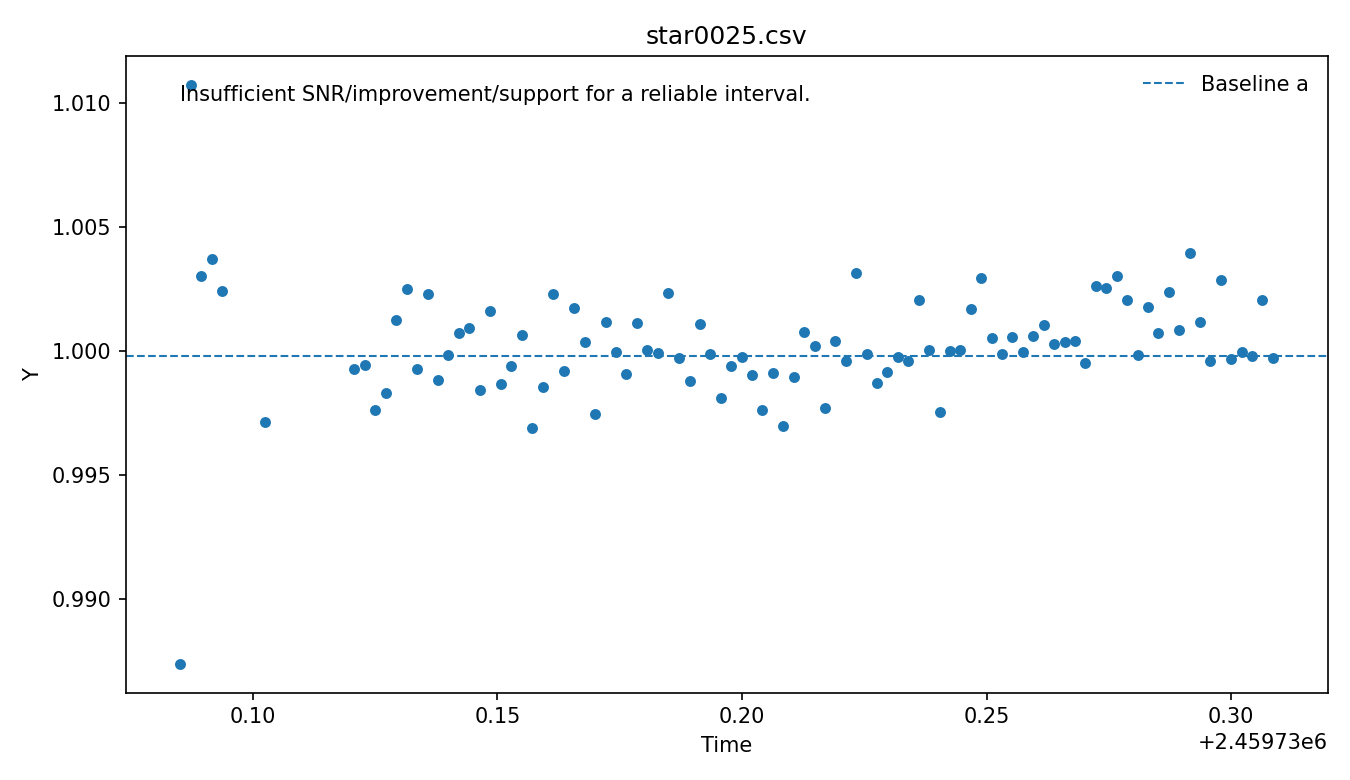 star0025.csv
Insufficient SNR/improvement/support for a reliable interval.
Baseline a
Y
1.010
1.005
1.000
0.995
0.990
0.10
0.15
0.20
0.25
0.30
Time
+2.45973e6